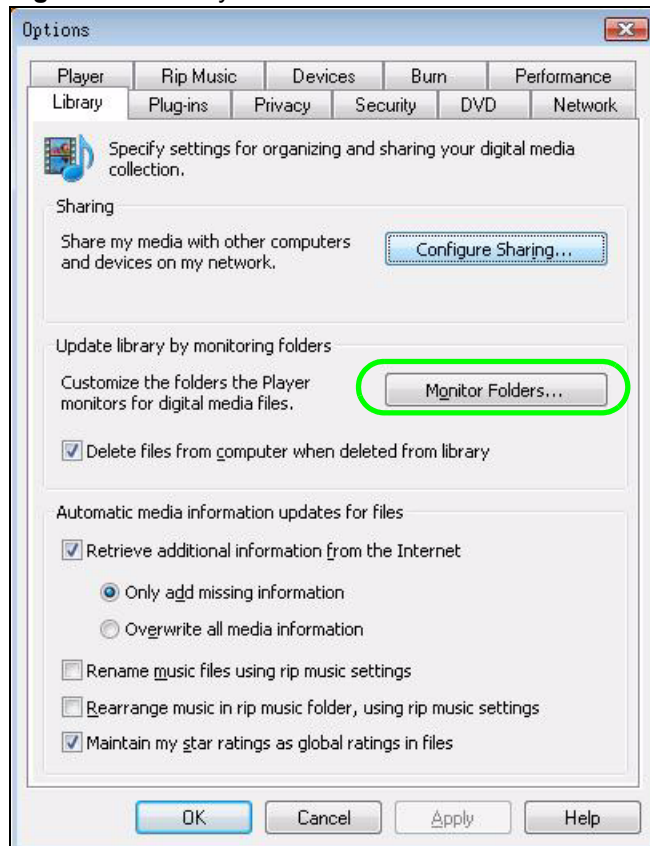 Options
Player Rip Music Devices Burn Performance
Library Plug-ins Privacy Security DVD Network
Specify settings for organizing and sharing your digital media
collection.
Sharing
Share my media with other computers
and devices on my network.
Configure Sharing...
Update library by monitoring folders
Customize the folders the Player
monitors for digital media files.
Monitor Folders...
Delete files from computer when deleted from library
Automatic media information updates for files
Retrieve additional information from the Internet
Only add missing information
Overwrite all media information
Rename music files using rip music settings
Rearrange music in rip music folder, using rip music settings
Maintain my star ratings as global ratings in files
OK Cancel Apply Help